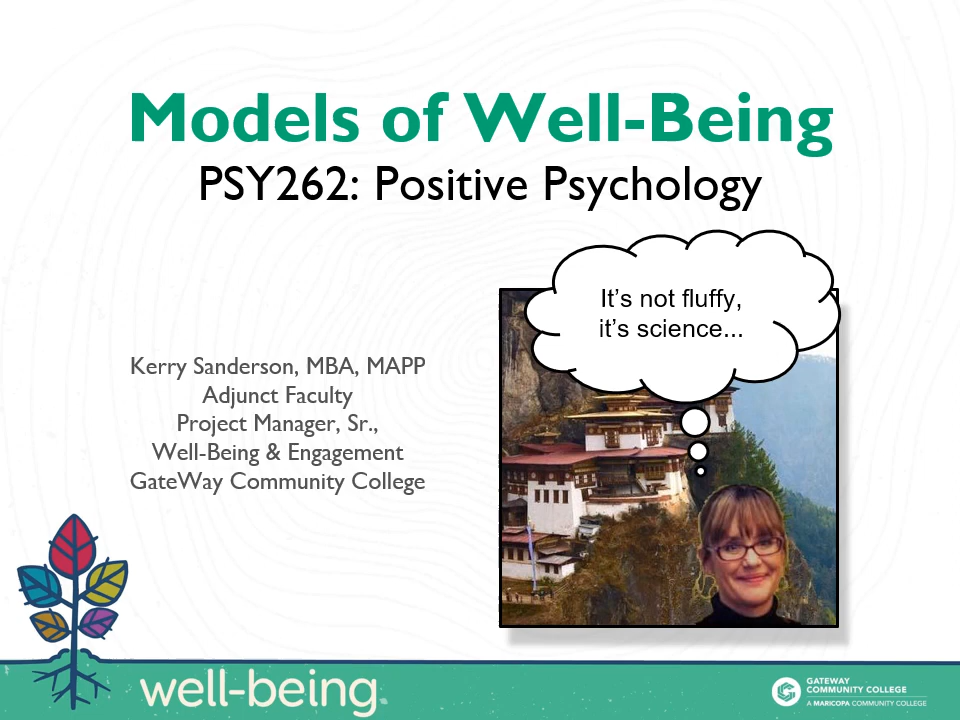 Models of Well-Being
PSY262: Positive Psychology
It's not fluffy,
it's science...
Kerry Sanderson, MBA, MAPP
Adjunct Faculty
Project Manager, Sr.,
Well-Being & Engagement
GateWay Community College
well-being
GATEWAY
COMMUNITY COLLEGE
A MARICOPA COMMUNITY COLLEGE